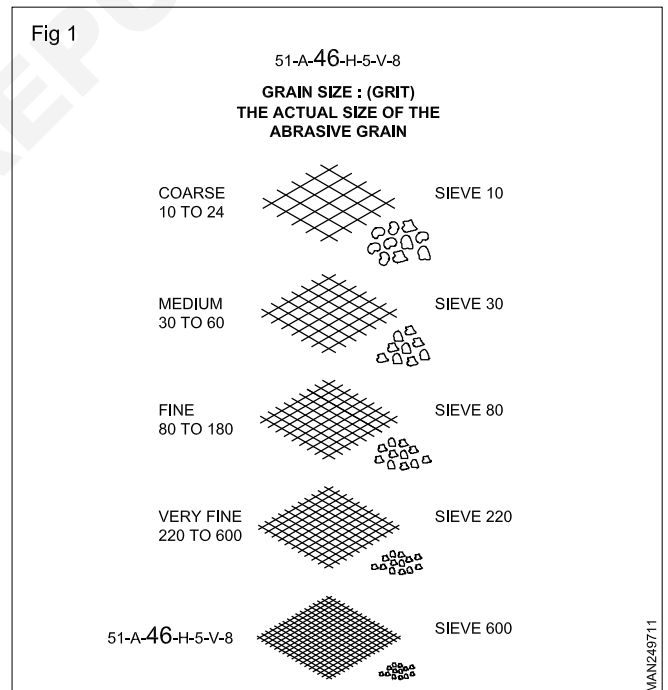 Fig 1
51-A-46-H-5-V-8
GRAIN SIZE : (GRIT)
THE ACTUAL SIZE OF THE
ABRASIVE GRAIN
COARSE
10 TO 24
SIEVE 10
MEDIUM
30 TO 60
SIEVE 30
FINE
80 TO 180
SIEVE 80
VERY FINE
220 TO 600
SIEVE 220
51-A-46-H-5-V-8
SIEVE 600
MAN249711